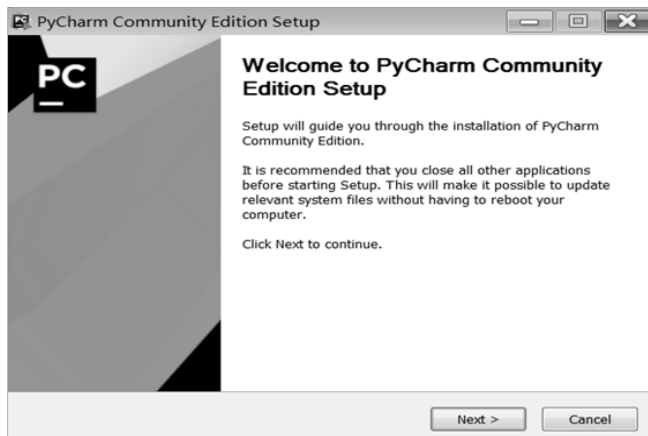 PyCharm Community Edition Setup
PC
Welcome to PyCharm Community
Edition Setup
Setup will guide you through the installation of PyCharm
Community Edition.
It is recommended that you close all other applications
before starting Setup. This will make it possible to update
relevant system files without having to reboot your
computer.
Click Next to continue.
Next >
Cancel